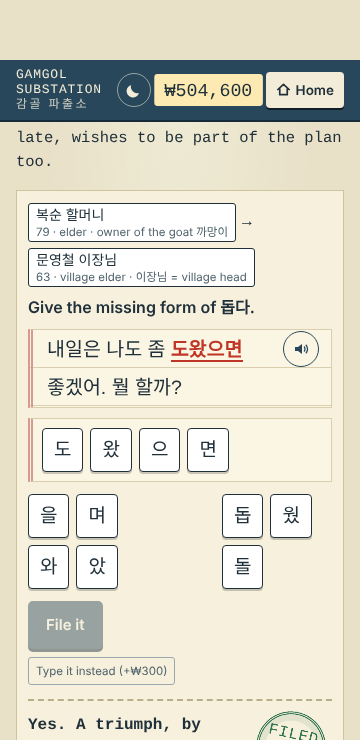 GAMGOL
SUBSTATION
감골 파출소
₩504,600
Home
late, wishes to be part of the plan
too.
복순 할머니
79 · elder · owner of the goat 까망이
→
문영철 이장님
63 · village elder · 이장님 = village head
Give the missing form of 돕다.
내일은 나도 좀 도왔으면
좋겠어. 뭘 할까?
도 왔 으 면
을 며 돕 웠
와 았 돌
File it
Type it instead (+₩300)
Yes. A triumph, by
FILED